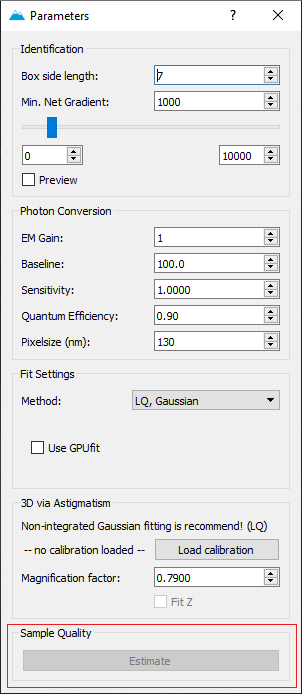 Parameters ? ×
Identification
Box side length: 7
Min. Net Gradient: 1000
0 10000
Preview
Photon Conversion
EM Gain: 1
Baseline: 100.0
Sensitivity: 1.0000
Quantum Efficiency: 0.90
Pixelsize (nm): 130
Fit Settings
Method: LQ, Gaussian
Use GPUfit
3D via Astigmatism
Non-integrated Gaussian fitting is recommend! (LQ)
-- no calibration loaded -- Load calibration
Magnification factor: 0.7900
Fit Z
Sample Quality
Estimate